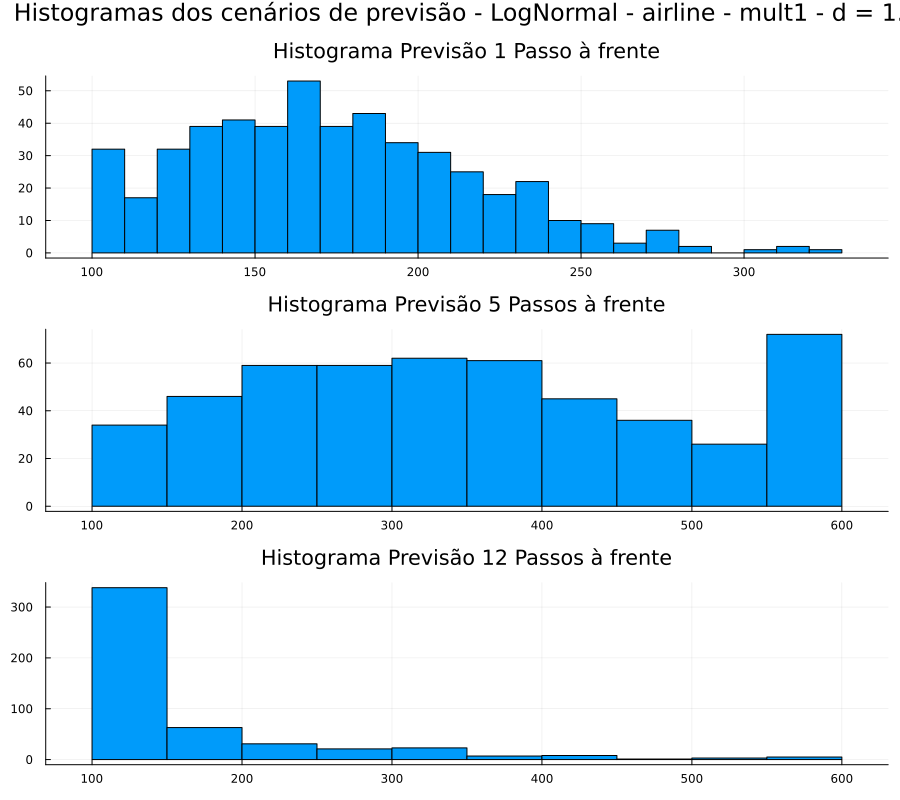 Histogramas dos cenários de previsão - LogNormal - airline - mult1 - d = 1.
Histograma Previsão 1 Passo à frente
50
40
30
20
10
0
100 150 200 250 300
Histograma Previsão 5 Passos à frente
60
40
20
0
100 200 300 400 500 600
Histograma Previsão 12 Passos à frente
300
200
100
0
100 200 300 400 500 600